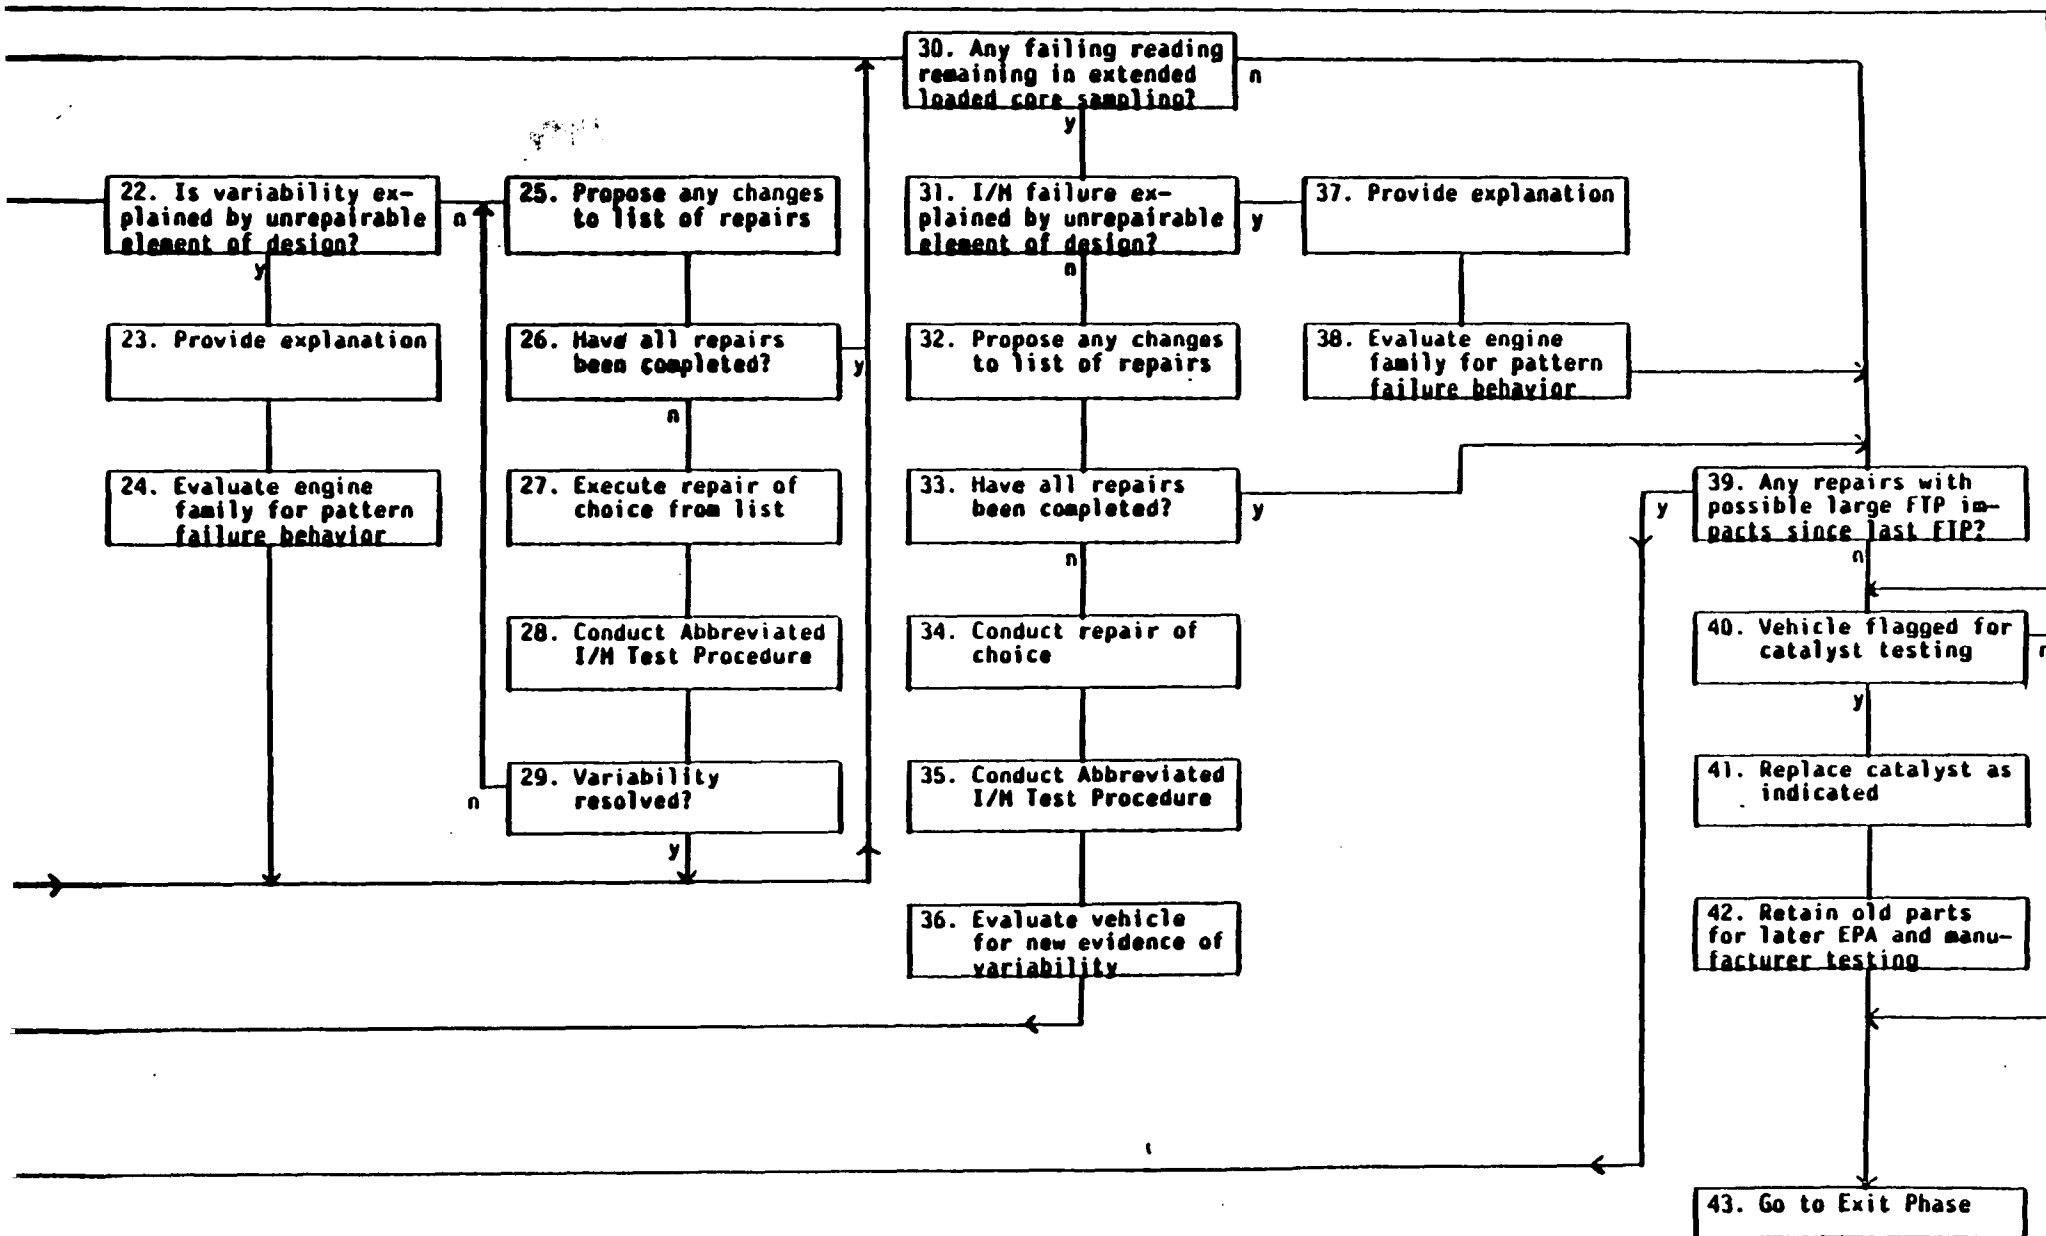 30. Any failing reading
remaining in extended
loaded core sampling?
n
y
22. Is variability ex-
plained by unrepairable
element of design?
n
y
23. Provide explanation
24. Evaluate engine
family for pattern
failure behavior
25. Propose any changes
to list of repairs
26. Have all repairs
been completed?
y
n
27. Execute repair of
choice from list
28. Conduct Abbreviated
I/M Test Procedure
29. Variability
resolved?
n
y
31. I/M failure ex-
plained by unrepairable
element of design?
y
n
32. Propose any changes
to list of repairs
33. Have all repairs
been completed?
y
n
34. Conduct repair of
choice
35. Conduct Abbreviated
I/M Test Procedure
36. Evaluate vehicle
for new evidence of
variability
37. Provide explanation
38. Evaluate engine
family for pattern
failure behavior
39. Any repairs with
possible large FTP im-
pacts since last FTP?
y
n
40. Vehicle flagged for
catalyst testing
n
y
41. Replace catalyst as
indicated
42. Retain old parts
for later EPA and manu-
facturer testing
43. Go to Exit Phase